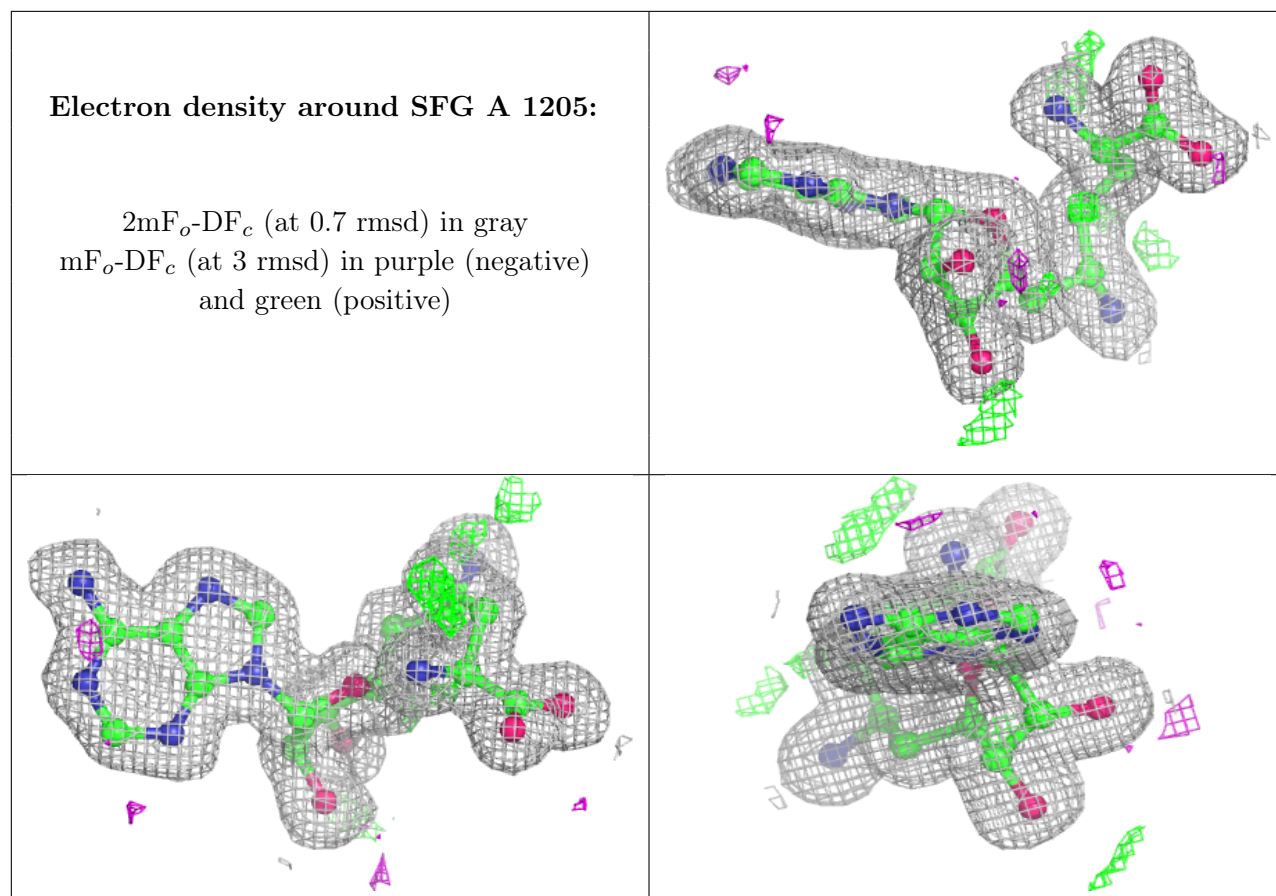 Electron density around SFG A 1205:
2mFₒ-DF𝒸 (at 0.7 rmsd) in gray
mFₒ-DF𝒸 (at 3 rmsd) in purple (negative)
and green (positive)